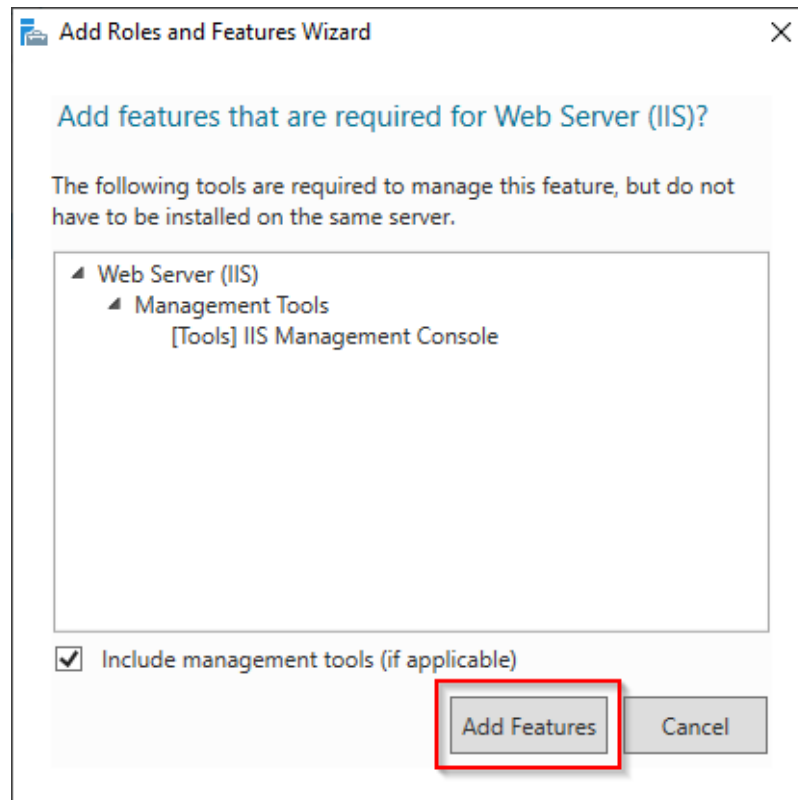 Add Roles and Features Wizard
Add features that are required for Web Server (IIS)?
The following tools are required to manage this feature, but do not
have to be installed on the same server.
Web Server (IIS)
Management Tools
[Tools] IIS Management Console
Include management tools (if applicable)
Add Features
Cancel